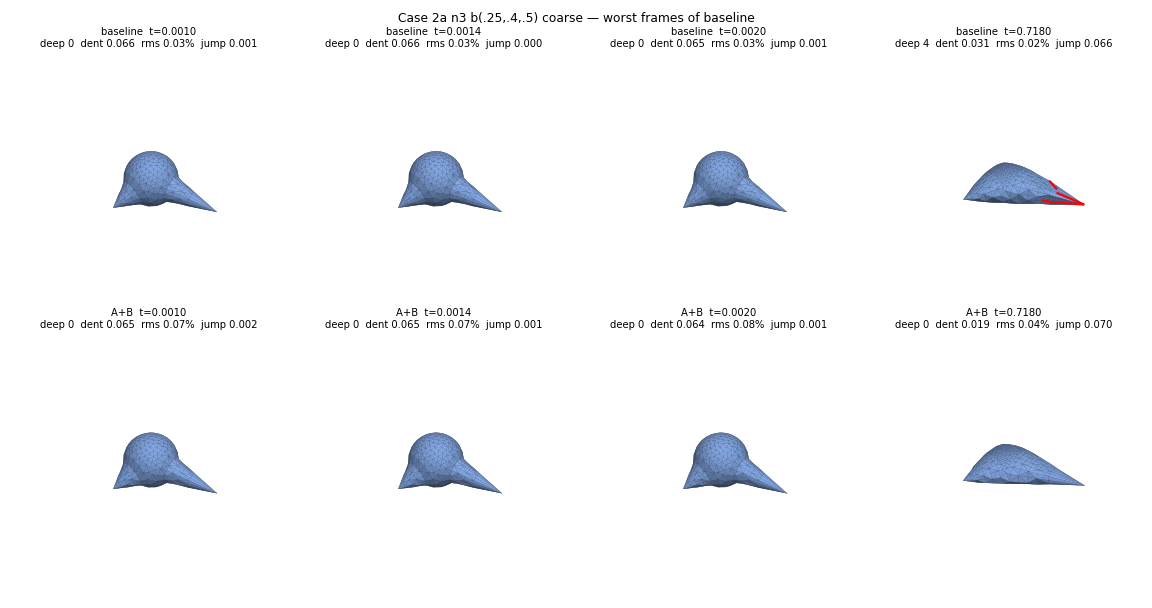 Case 2a n3 b(.25,.4,.5) coarse — worst frames of baseline
baseline  t=0.0010
deep 0  dent 0.066  rms 0.03%  jump 0.001
baseline  t=0.0014
deep 0  dent 0.066  rms 0.03%  jump 0.000
baseline  t=0.0020
deep 0  dent 0.065  rms 0.03%  jump 0.001
baseline  t=0.7180
deep 4  dent 0.031  rms 0.02%  jump 0.066
A+B  t=0.0010
deep 0  dent 0.065  rms 0.07%  jump 0.002
A+B  t=0.0014
deep 0  dent 0.065  rms 0.07%  jump 0.001
A+B  t=0.0020
deep 0  dent 0.064  rms 0.08%  jump 0.001
A+B  t=0.7180
deep 0  dent 0.019  rms 0.04%  jump 0.070